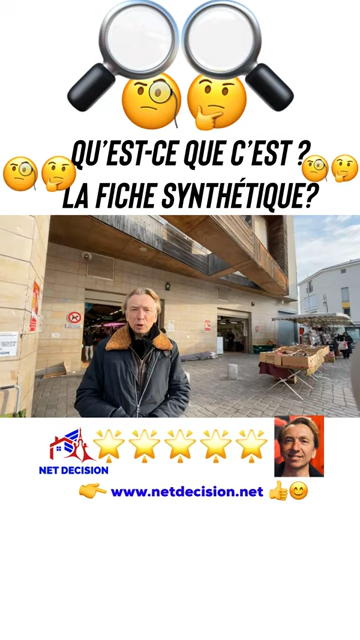 QU'EST-CE QUE C'EST ?
LA FICHE SYNTHÉTIQUE?
NET DECISION
www.netdecision.net